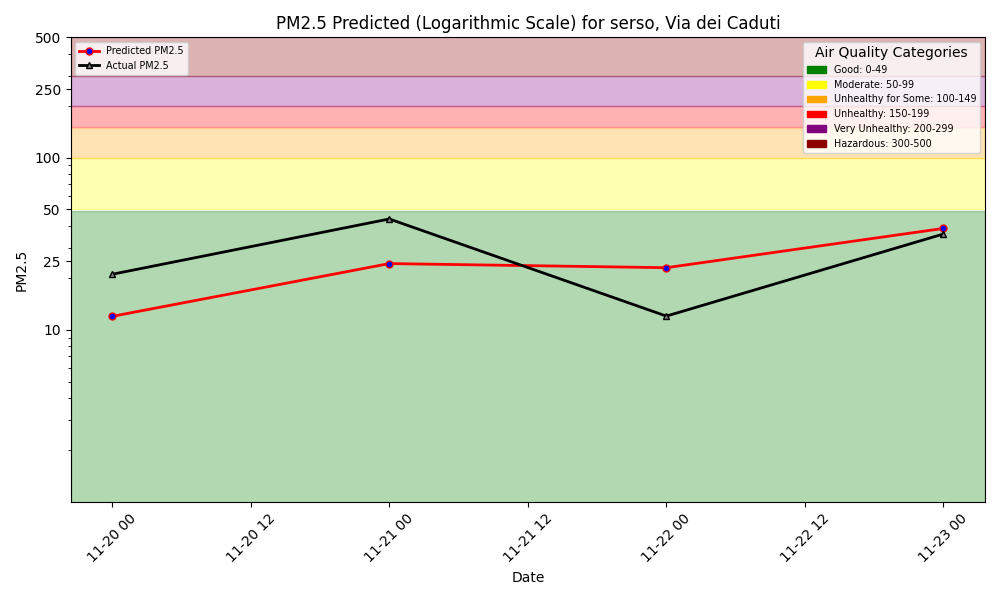 PM2.5 Predicted (Logarithmic Scale) for serso, Via dei Caduti
Predicted PM2.5
Actual PM2.5
Air Quality Categories
Good: 0-49
Moderate: 50-99
Unhealthy for Some: 100-149
Unhealthy: 150-199
Very Unhealthy: 200-299
Hazardous: 300-500
500
250
100
50
25
10
PM2.5
11-20 00
11-20 12
11-21 00
11-21 12
11-22 00
11-22 12
11-23 00
Date